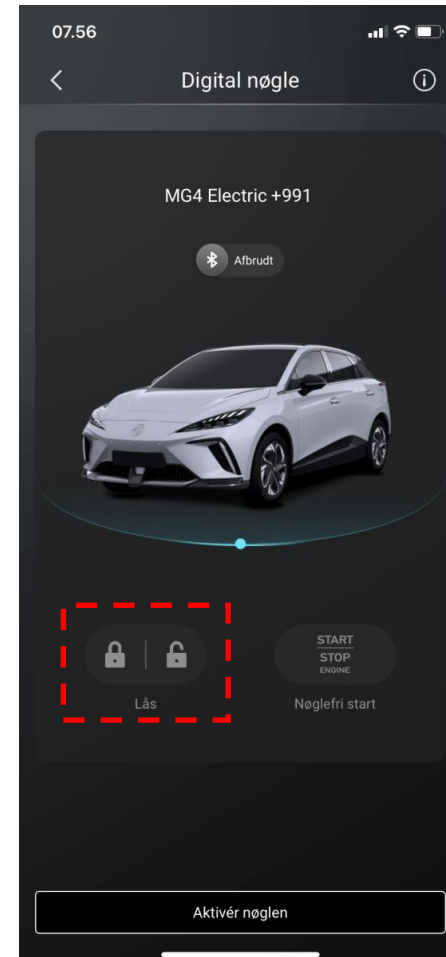 07.56
Digital nøgle
MG4 Electric +991
Afbrudt
START
STOP
ENGINE
Lås
Nøglefri start
Aktivér nøglen